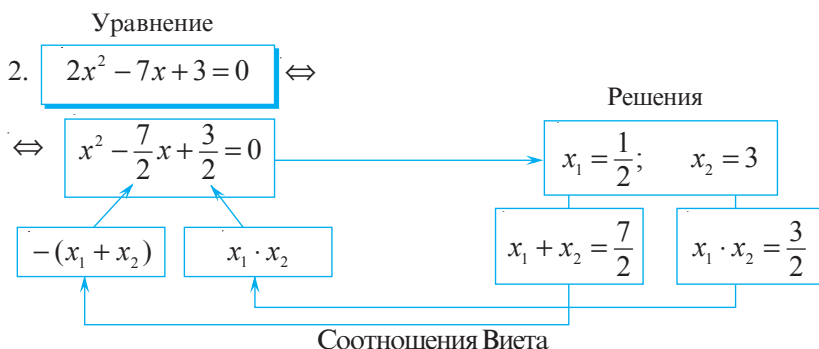 Уравнение
2. 2x² − 7x + 3 = 0 ⇔
Решения
⇔ x² − 7/2 x + 3/2 = 0
x₁ = 1/2; x₂ = 3
−(x₁ + x₂)
x₁ · x₂
x₁ + x₂ = 7/2
x₁ · x₂ = 3/2
Соотношения Виета